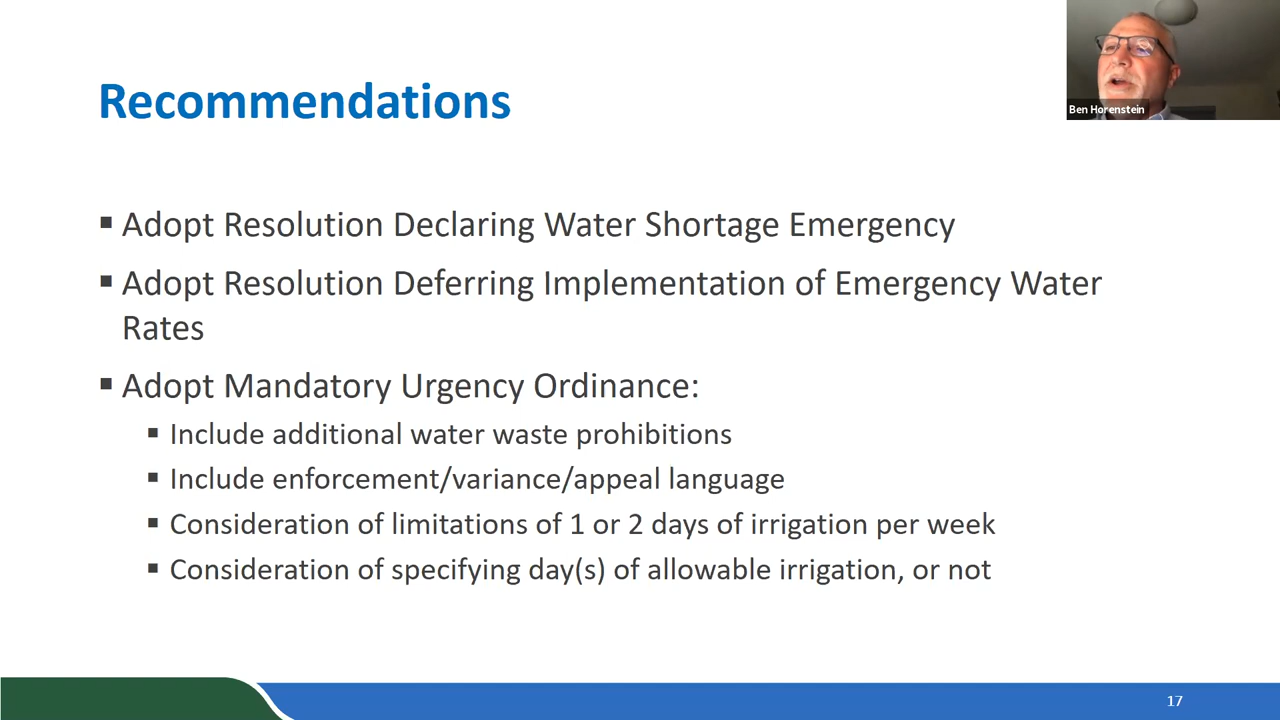 Recommendations
Ben Horenstein
▪ Adopt Resolution Declaring Water Shortage Emergency
▪ Adopt Resolution Deferring Implementation of Emergency Water
Rates
▪ Adopt Mandatory Urgency Ordinance:
▪ Include additional water waste prohibitions
▪ Include enforcement/variance/appeal language
▪ Consideration of limitations of 1 or 2 days of irrigation per week
▪ Consideration of specifying day(s) of allowable irrigation, or not
17